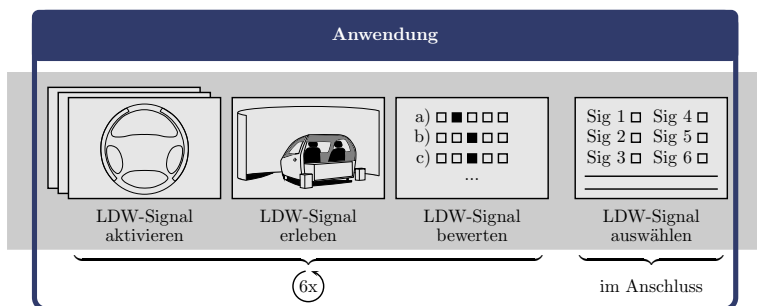 Anwendung
a)
b)
c)
...
Sig 1 Sig 4
Sig 2 Sig 5
Sig 3 Sig 6
LDW-Signal aktivieren
LDW-Signal erleben
LDW-Signal bewerten
LDW-Signal auswählen
6x
im Anschluss